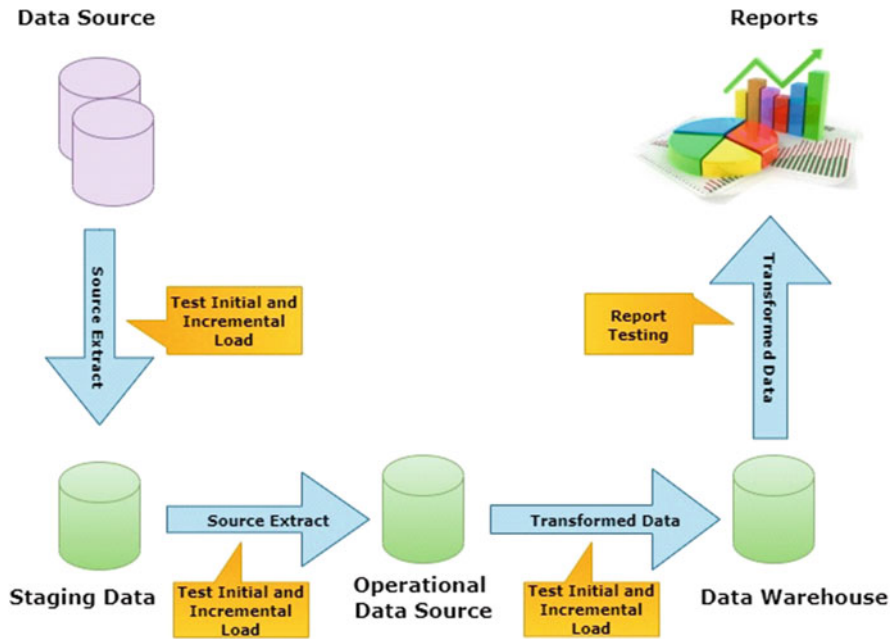 Data Source
Reports
Source Extract
Test Initial and
Incremental
Load
Report
Testing
Transformed Data
Source Extract
Transformed Data
Staging Data
Test Initial and
Incremental
Load
Operational
Data Source
Test Initial and
Incremental
Load
Data Warehouse